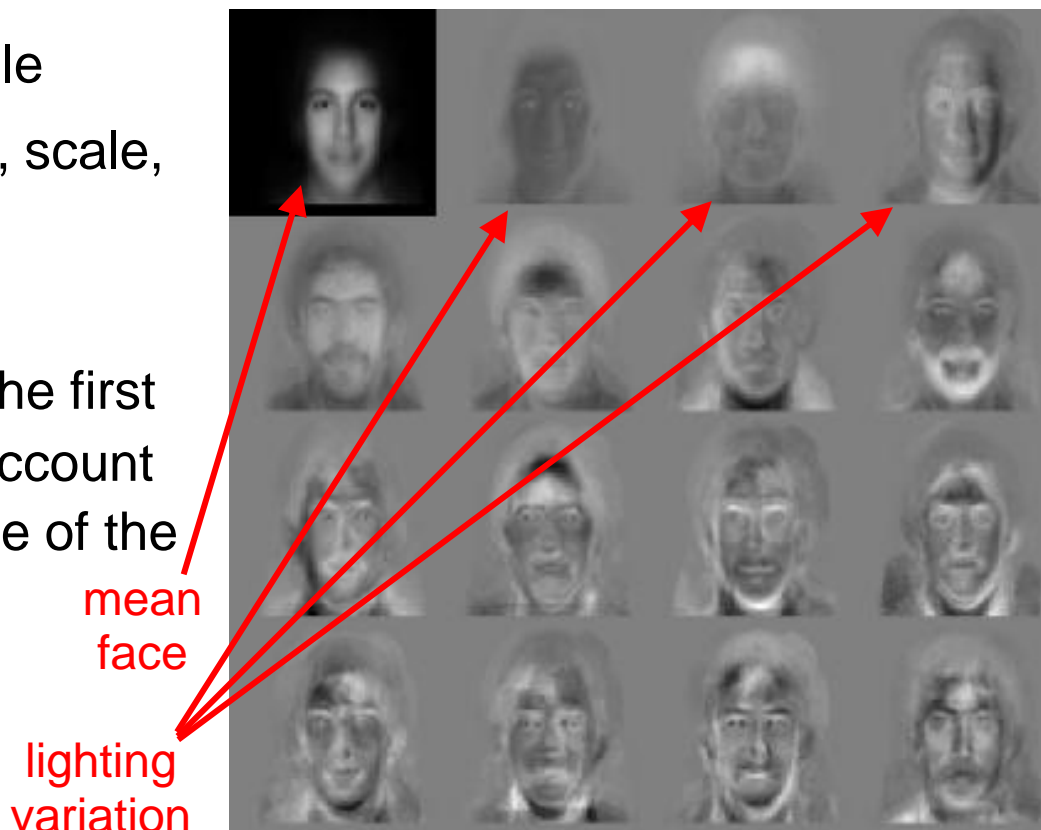 le
, scale,
he first
ccount
e of the
mean
face
lighting
variation